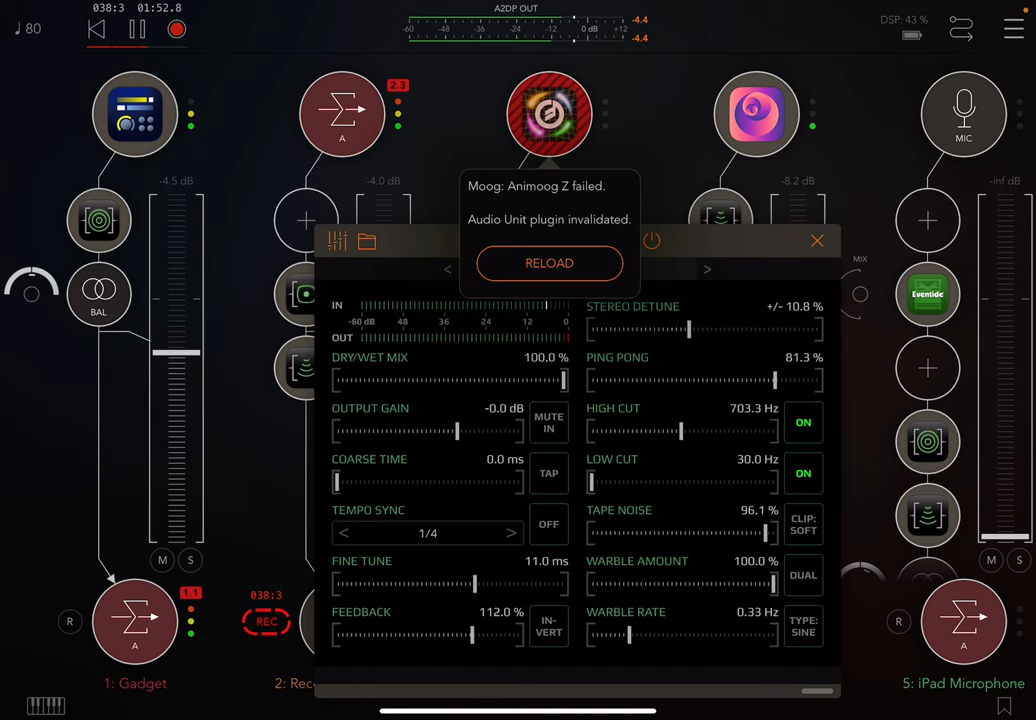 038:3 01:52.8
♩80
A2DP OUT
-60 -48 -36 -24 -12 0 dB +12
-4.4
-4.4
DSP: 43 %
2.3
A
MIC
-4.5 dB
-4.0 dB
-8.2 dB
-inf dB
Moog: Animoog Z failed.
Audio Unit plugin invalidated.
RELOAD
BAL
MIX
Eventide
< >
IN
-60 dB 48 36 24 12 0
OUT
STEREO DETUNE +/- 10.8 %
DRY/WET MIX 100.0 %
PING PONG 81.3 %
OUTPUT GAIN -0.0 dB
MUTE
IN
HIGH CUT 703.3 Hz
ON
COARSE TIME 0.0 ms
TAP
LOW CUT 30.0 Hz
ON
TEMPO SYNC
< 1/4 >
OFF
TAPE NOISE 96.1 %
CLIP:
SOFT
FINE TUNE 11.0 ms
WARBLE AMOUNT 100.0 %
DUAL
FEEDBACK 112.0 %
IN-
VERT
WARBLE RATE 0.33 Hz
TYPE:
SINE
M S
M S
1.1
R
A
038:3
REC
R
A
1: Gadget
2: Rec
5: iPad Microphone